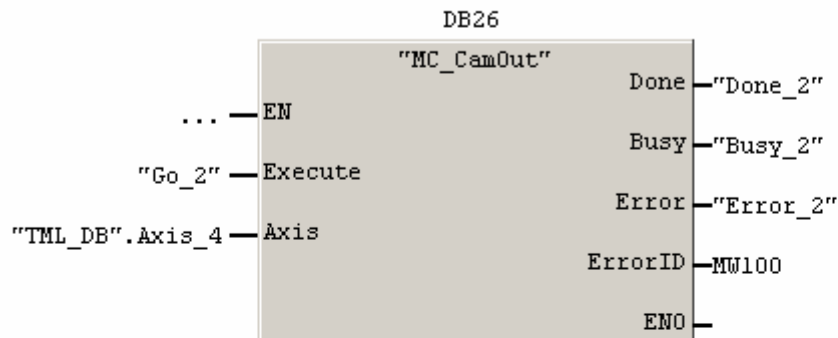 DB26
"MC_CamOut"
Done "Done_2"
... EN
Busy "Busy_2"
"Go_2" Execute
Error "Error_2"
"TML_DB".Axis_4 Axis
ErrorID MW100
ENO